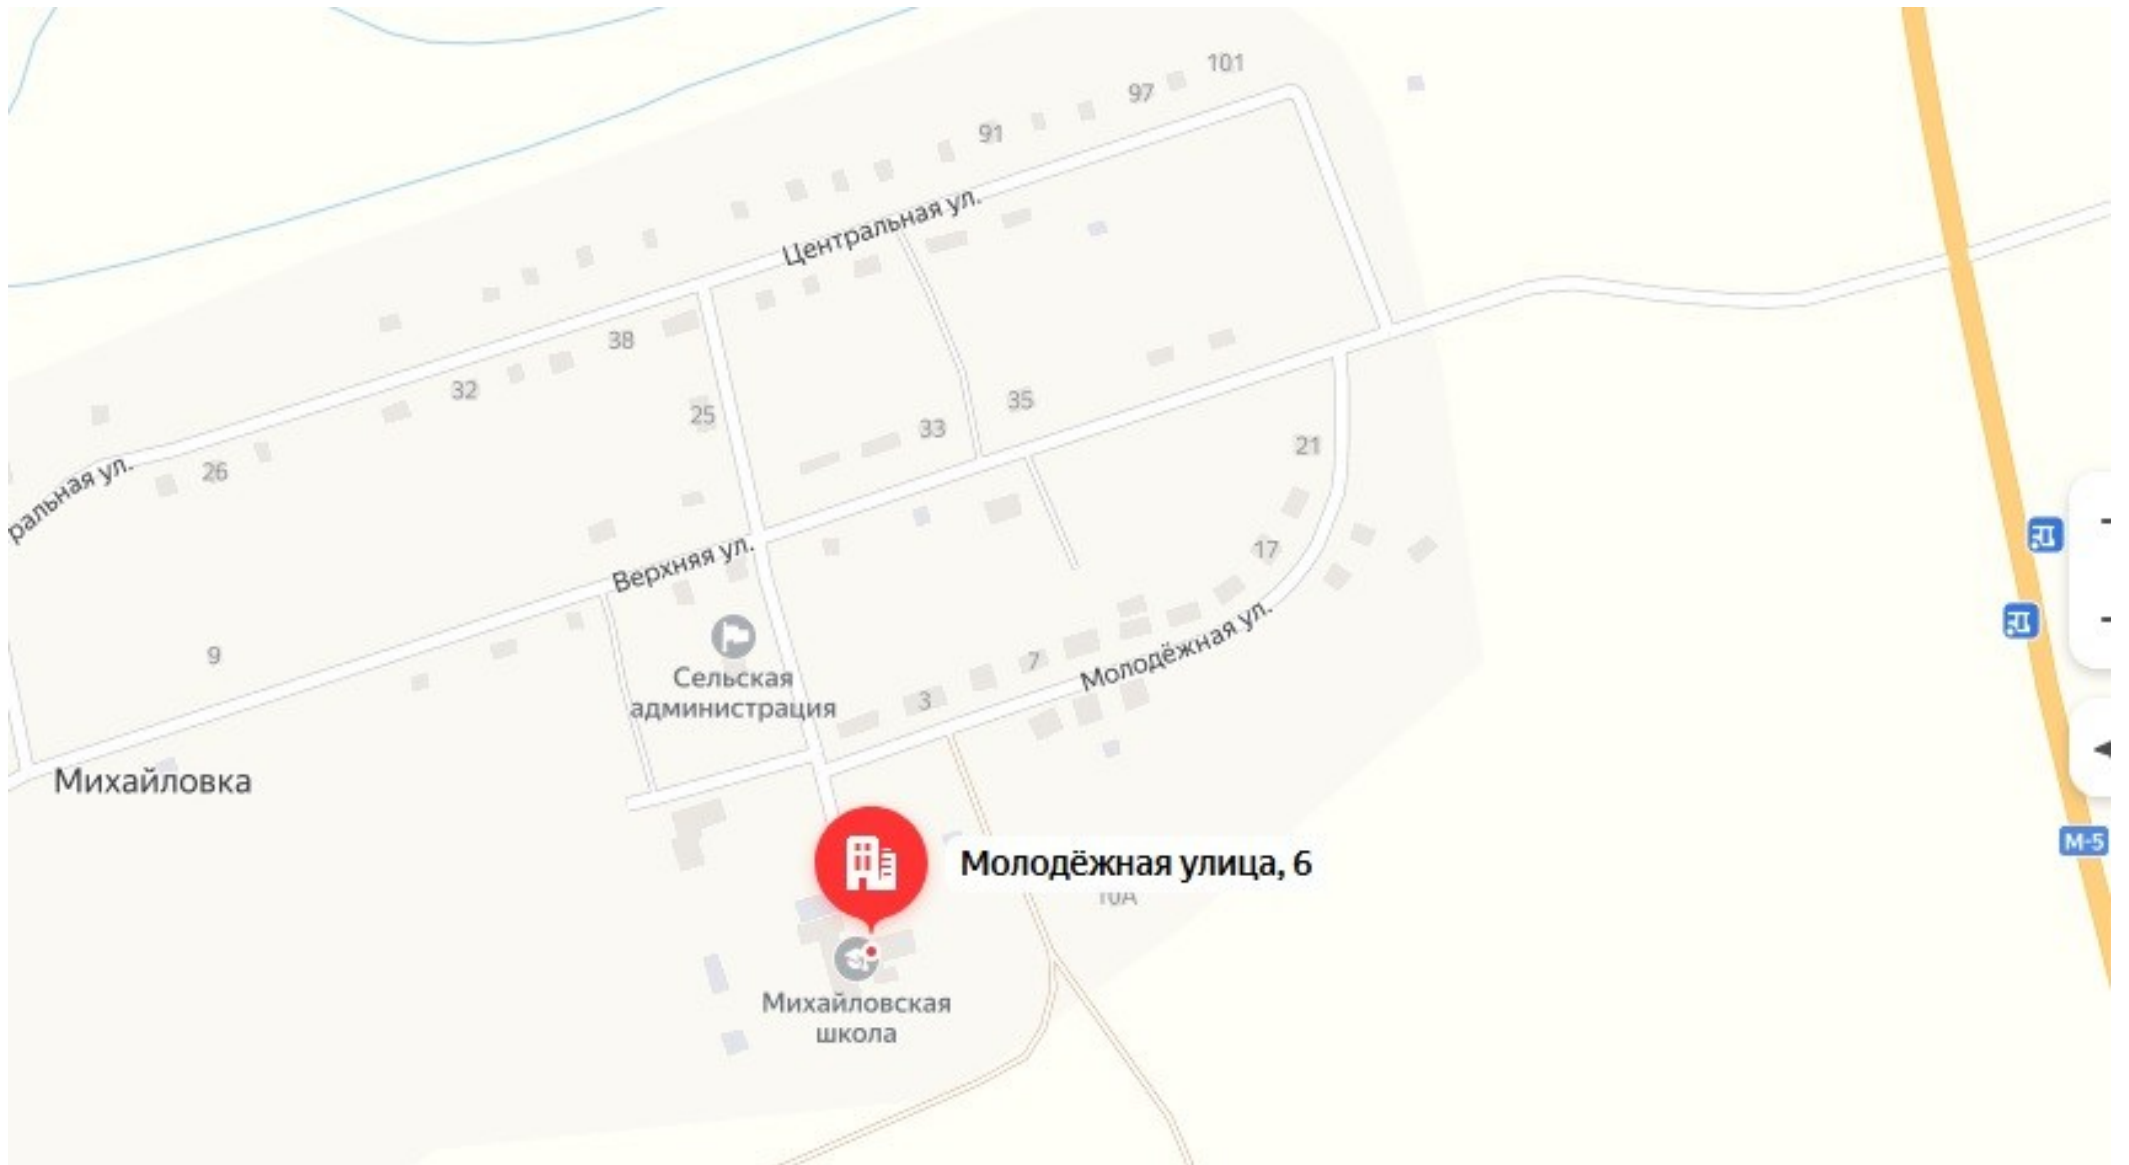 101
97
91
Центральная ул.
38
32
25
35
33
21
ральная ул.
26
Верхняя ул.
17
9
7
Сельская
администрация
Молодёжная ул.
3
Михайловка
М-5
Молодёжная улица, 6
10А
Михайловская
школа